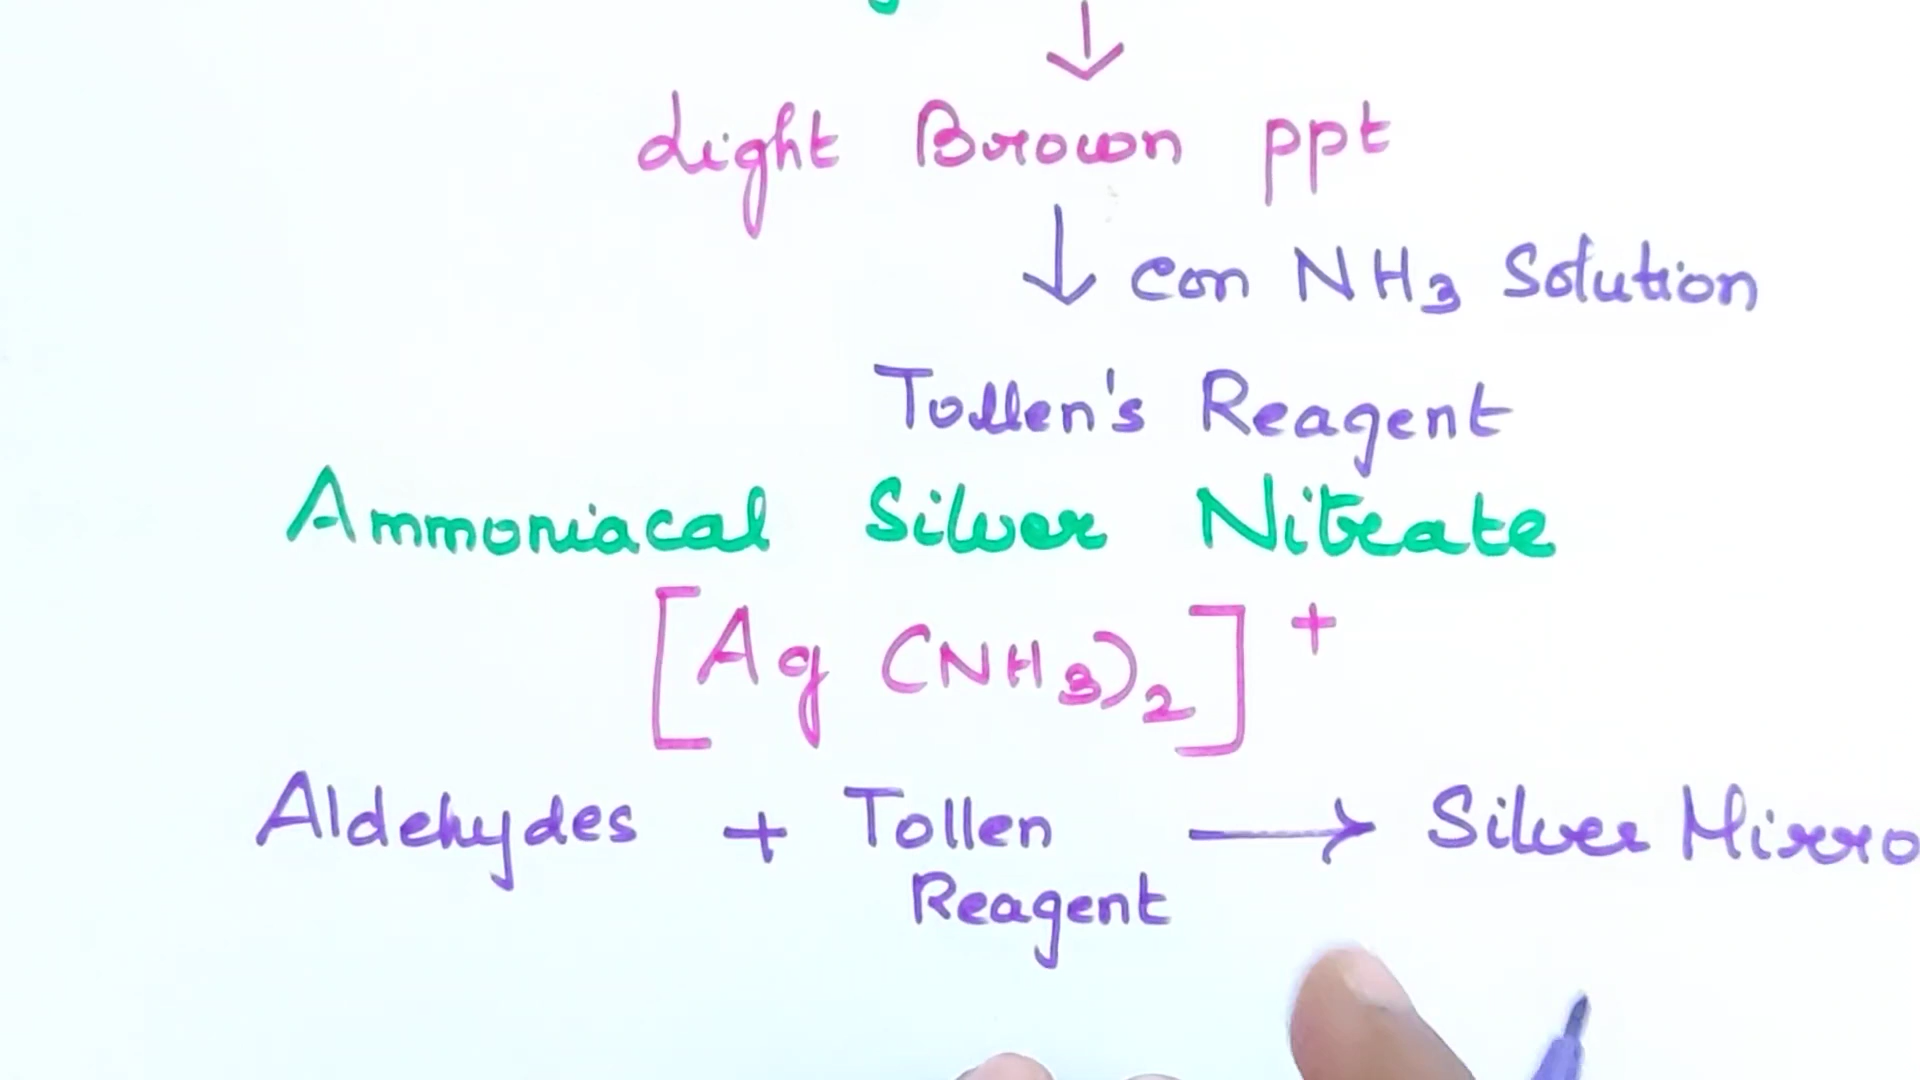 Light Brown ppt
↓ Con NH3 Solution
Tollen's Reagent
Ammoniacal Silver Nitrate
[Ag (NH3)2]+
Aldehydes + Tollen Reagent → Silver Mirro